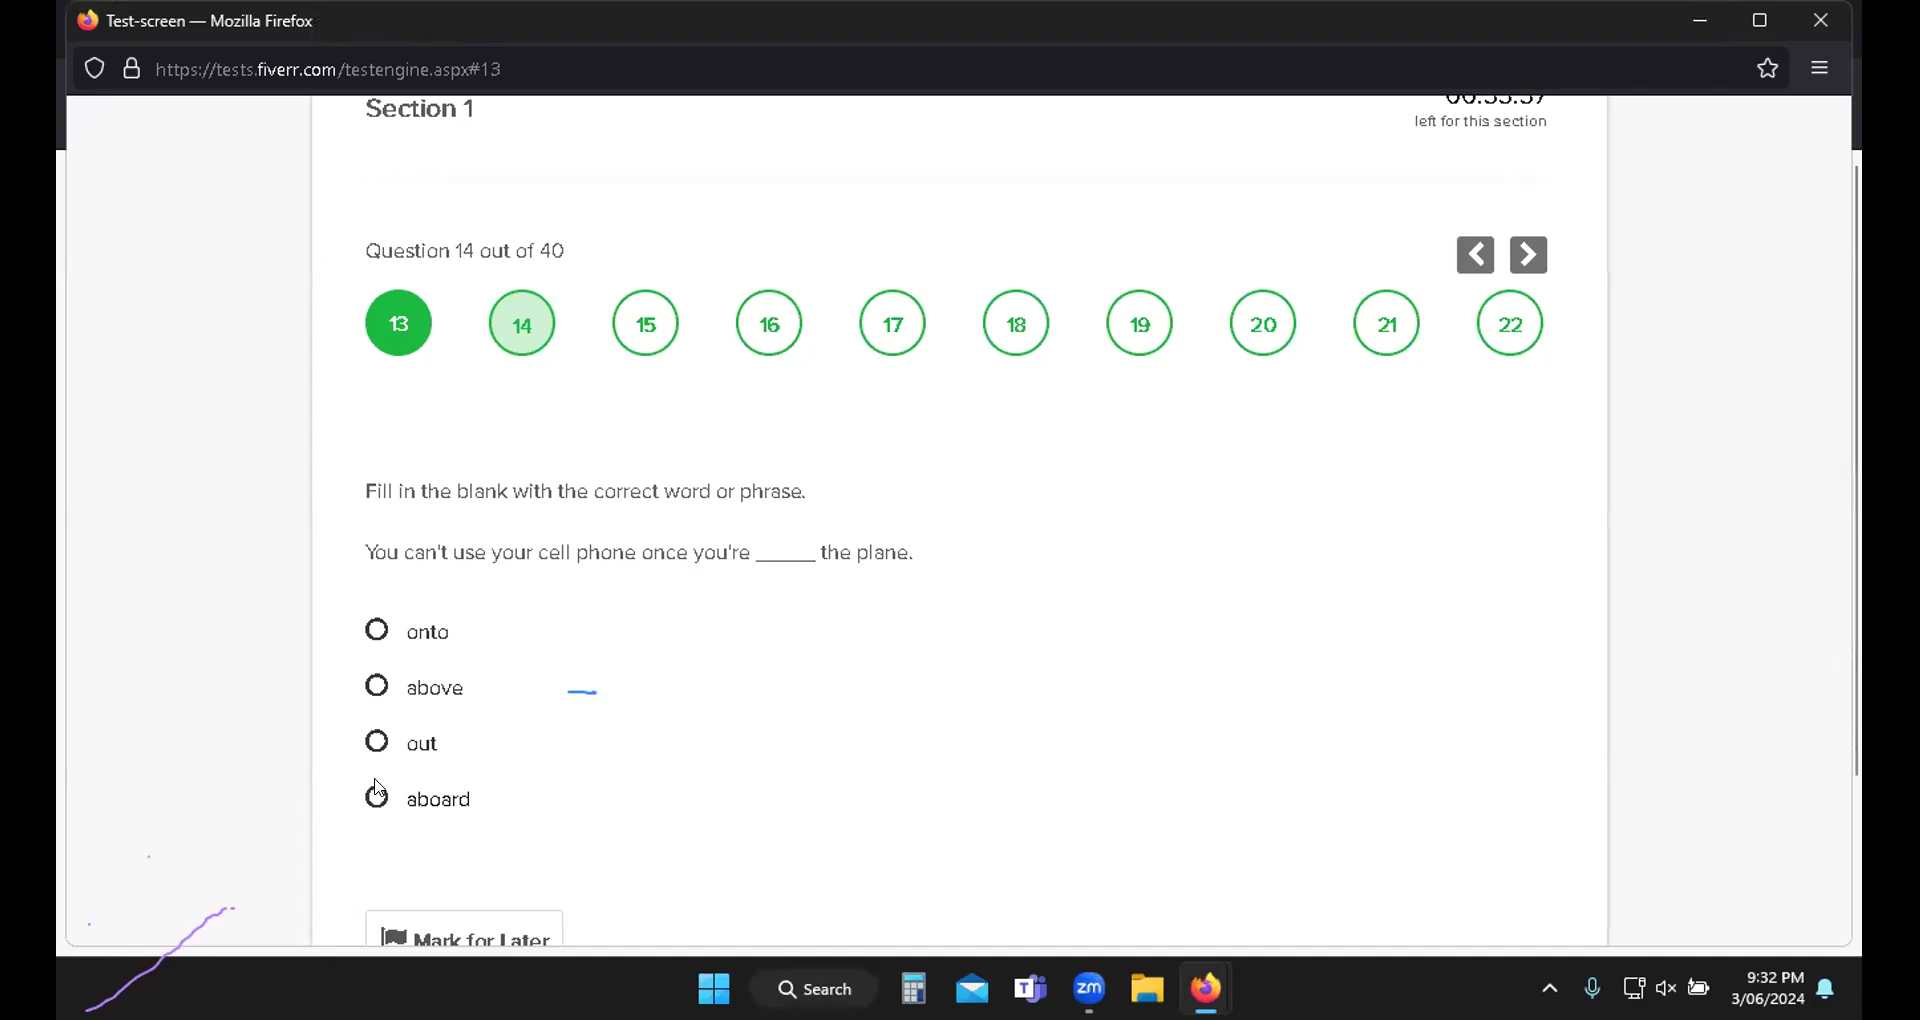 Test-screen — Mozilla Firefox
https://tests.fiverr.com/testengine.aspx#13
Section 1
left for this section
Question 14 out of 40
13 14 15 16 17 18 19 20 21 22
Fill in the blank with the correct word or phrase.
You can't use your cell phone once you're ______ the plane.
onto
above
out
aboard
Mark for Later
Search
T
zm
9:32 PM
3/06/2024